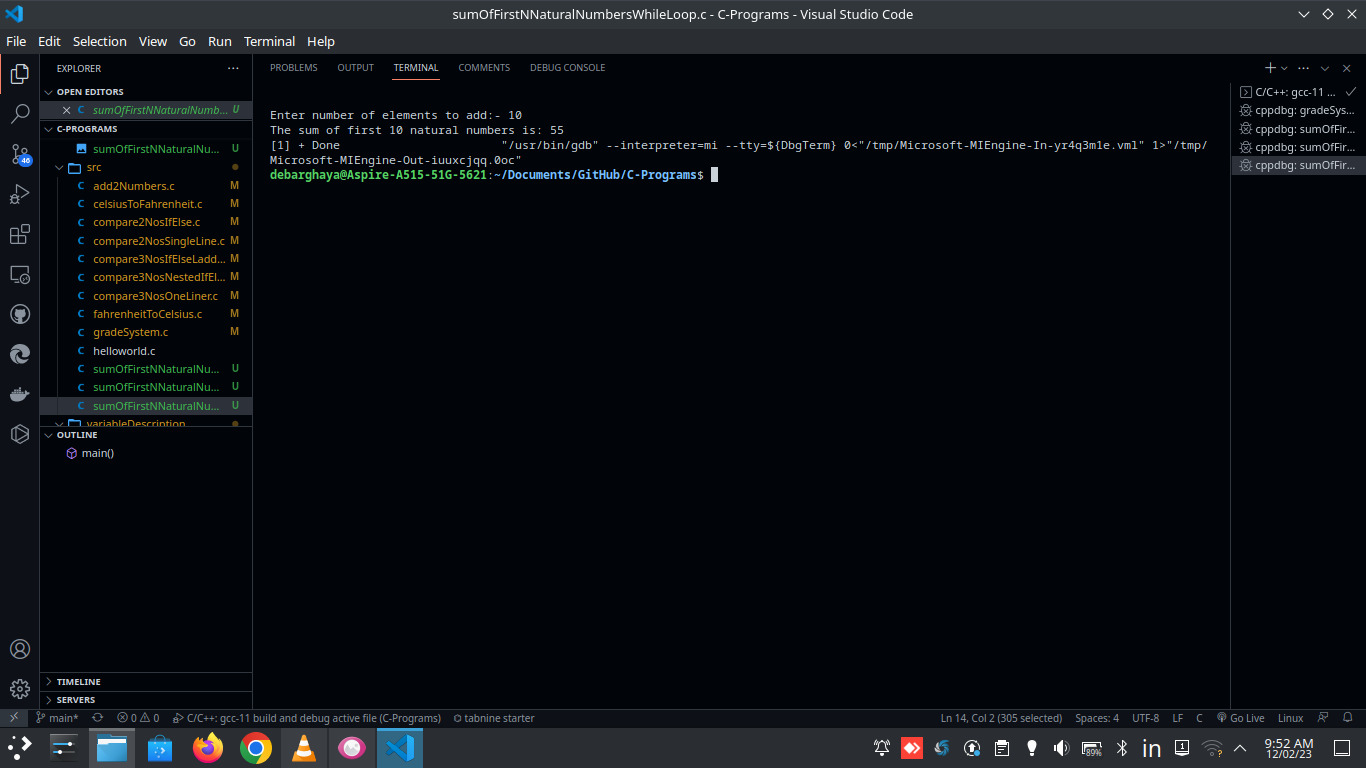 sumOfFirstNNaturalNumbersWhileLoop.c - C-Programs - Visual Studio Code
File Edit Selection View Go Run Terminal Help
EXPLORER ...
OPEN EDITORS
C sumOfFirstNNaturalNumb... U
C-PROGRAMS
sumOfFirstNNaturalNu... U
src
C add2Numbers.c M
C celsiusToFahrenheit.c M
C compare2NosIfElse.c M
C compare2NosSingleLine.c M
C compare3NosIfElseLadd... M
C compare3NosNestedIfEl... M
C compare3NosOneLiner.c M
C fahrenheitToCelsius.c M
C gradeSystem.c M
C helloworld.c
C sumOfFirstNNaturalNu... U
C sumOfFirstNNaturalNu... U
C sumOfFirstNNaturalNu... U
variableDescription
OUTLINE
main()
TIMELINE
SERVERS
46
PROBLEMS OUTPUT TERMINAL COMMENTS DEBUG CONSOLE
Enter number of elements to add:- 10
The sum of first 10 natural numbers is: 55
[1] + Done "/usr/bin/gdb" --interpreter=mi --tty=${DbgTerm} 0<"/tmp/Microsoft-MIEngine-In-yr4q3m1e.vml" 1>"/tmp/
Microsoft-MIEngine-Out-iuuxcjqq.0oc"
debarghaya@Aspire-A515-51G-5621:~/Documents/GitHub/C-Programs$
C/C++: gcc-11 ...
cppdbg: gradeSys...
cppdbg: sumOfFir...
cppdbg: sumOfFir...
cppdbg: sumOfFir...
main* 0 0 C/C++: gcc-11 build and debug active file (C-Programs) tabnine starter Ln 14, Col 2 (305 selected) Spaces: 4 UTF-8 LF C Go Live Linux
89% in 1 9:52 AM
12/02/23